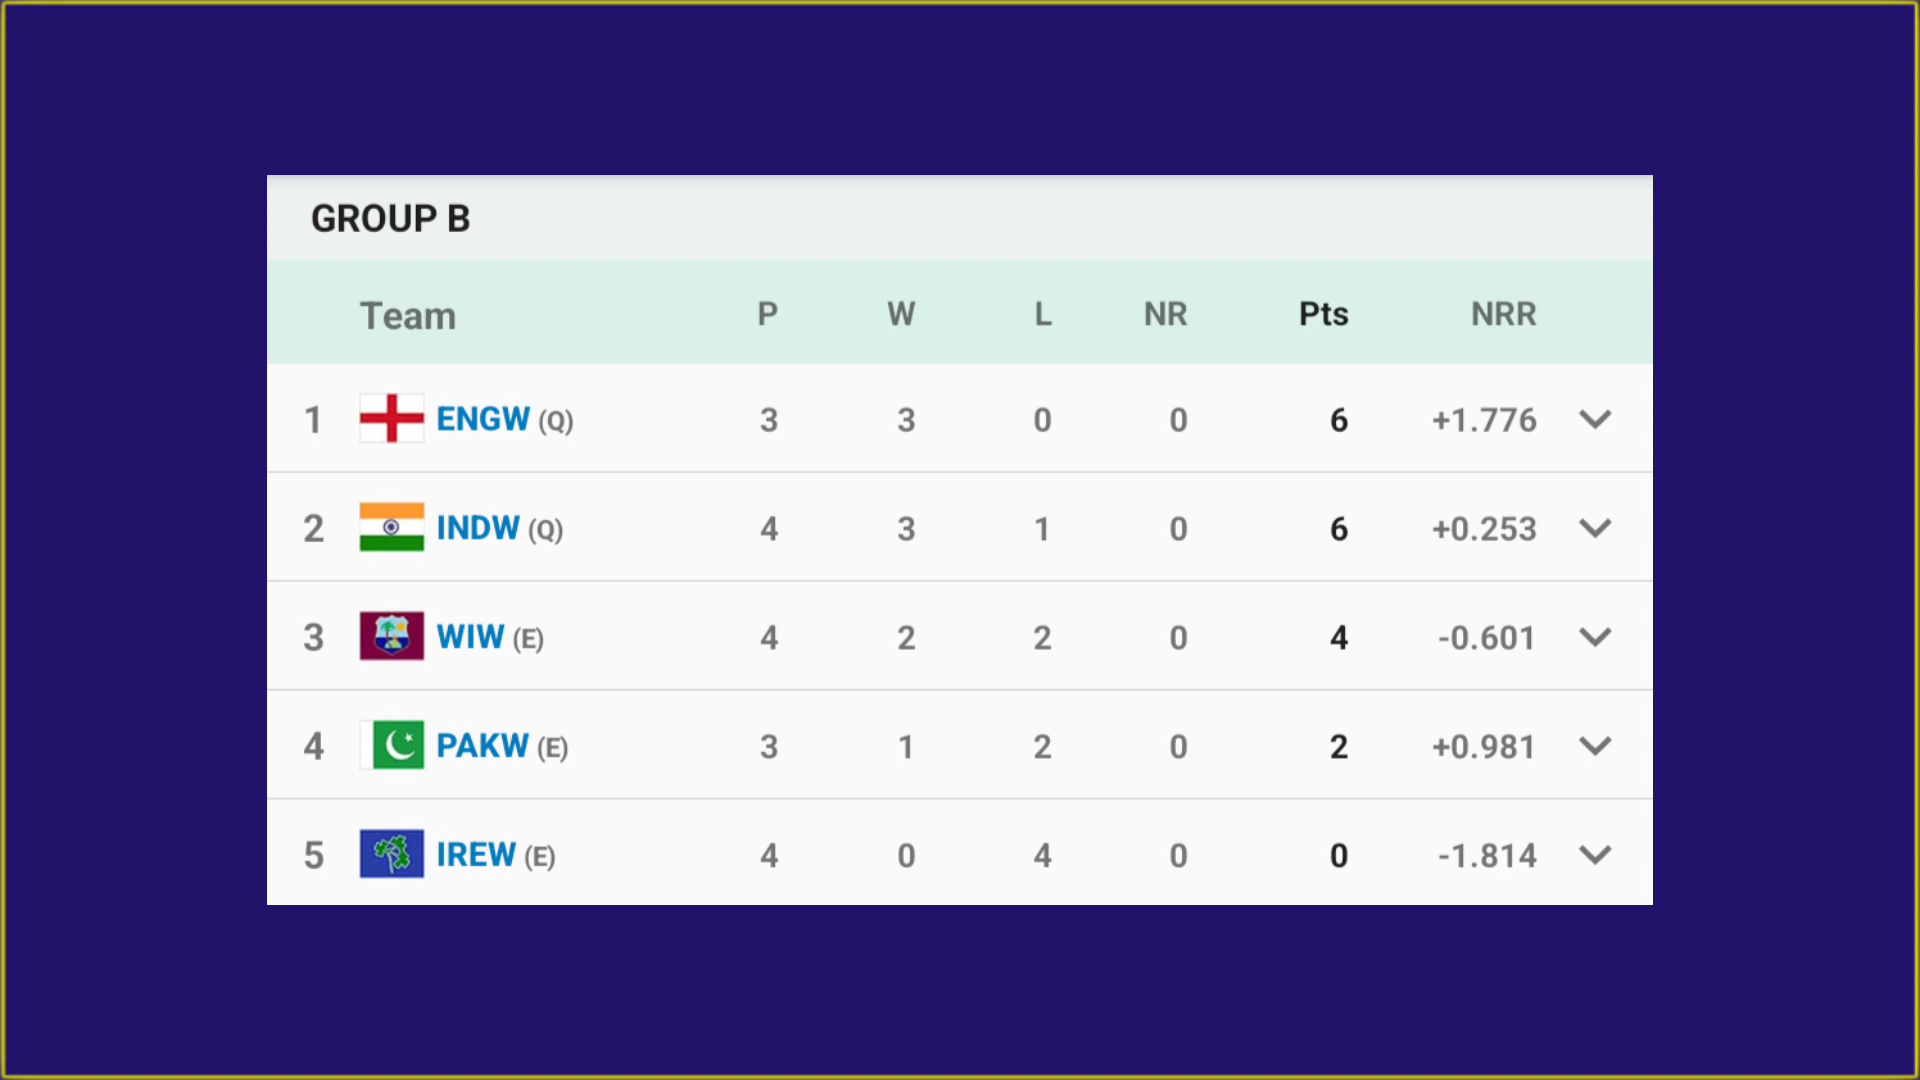 GROUP B
Team P W L NR Pts NRR
1 ENGW (Q) 3 3 0 0 6 +1.776
2 INDW (Q) 4 3 1 0 6 +0.253
3 WIW (E) 4 2 2 0 4 -0.601
4 PAKW (E) 3 1 2 0 2 +0.981
5 IREW (E) 4 0 4 0 0 -1.814